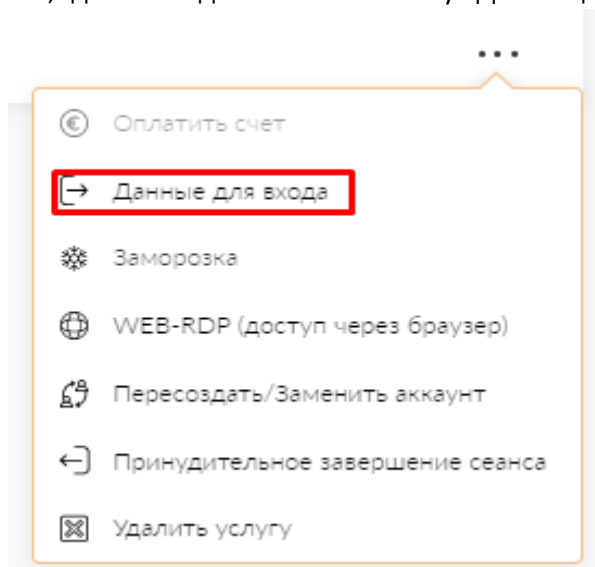 ...
Оплатить счет
Данные для входа
Заморозка
WEB-RDP (доступ через браузер)
Пересоздать/Заменить аккаунт
Принудительное завершение сеанса
Удалить услугу